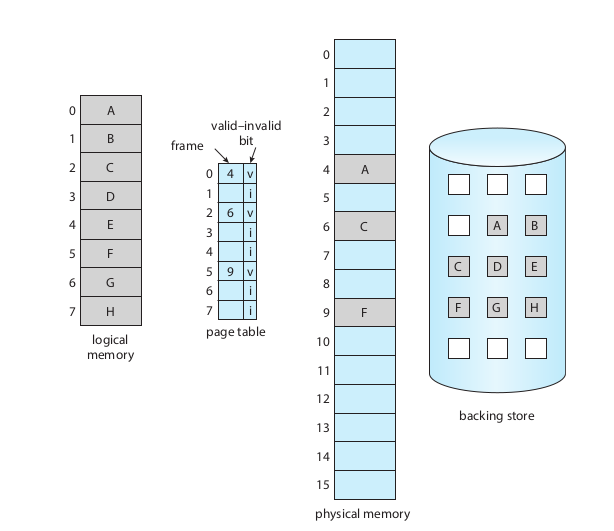 0 A
1 B
2 C
3 D
4 E
5 F
6 G
7 H
logical
memory
valid–invalid
bit
frame
0 4 v
1 i
2 6 v
3 i
4 i
5 9 v
6 i
7 i
page table
0
1
2
3
4 A
5
6 C
7
8
9 F
10
11
12
13
14
15
physical memory
A B
C D E
F G H
backing store